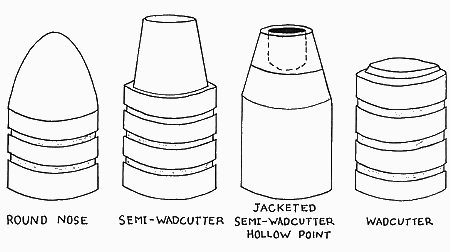 ROUND NOSE
SEMI-WADCUTTER
JACKETED
SEMI-WADCUTTER
HOLLOW POINT
WADCUTTER